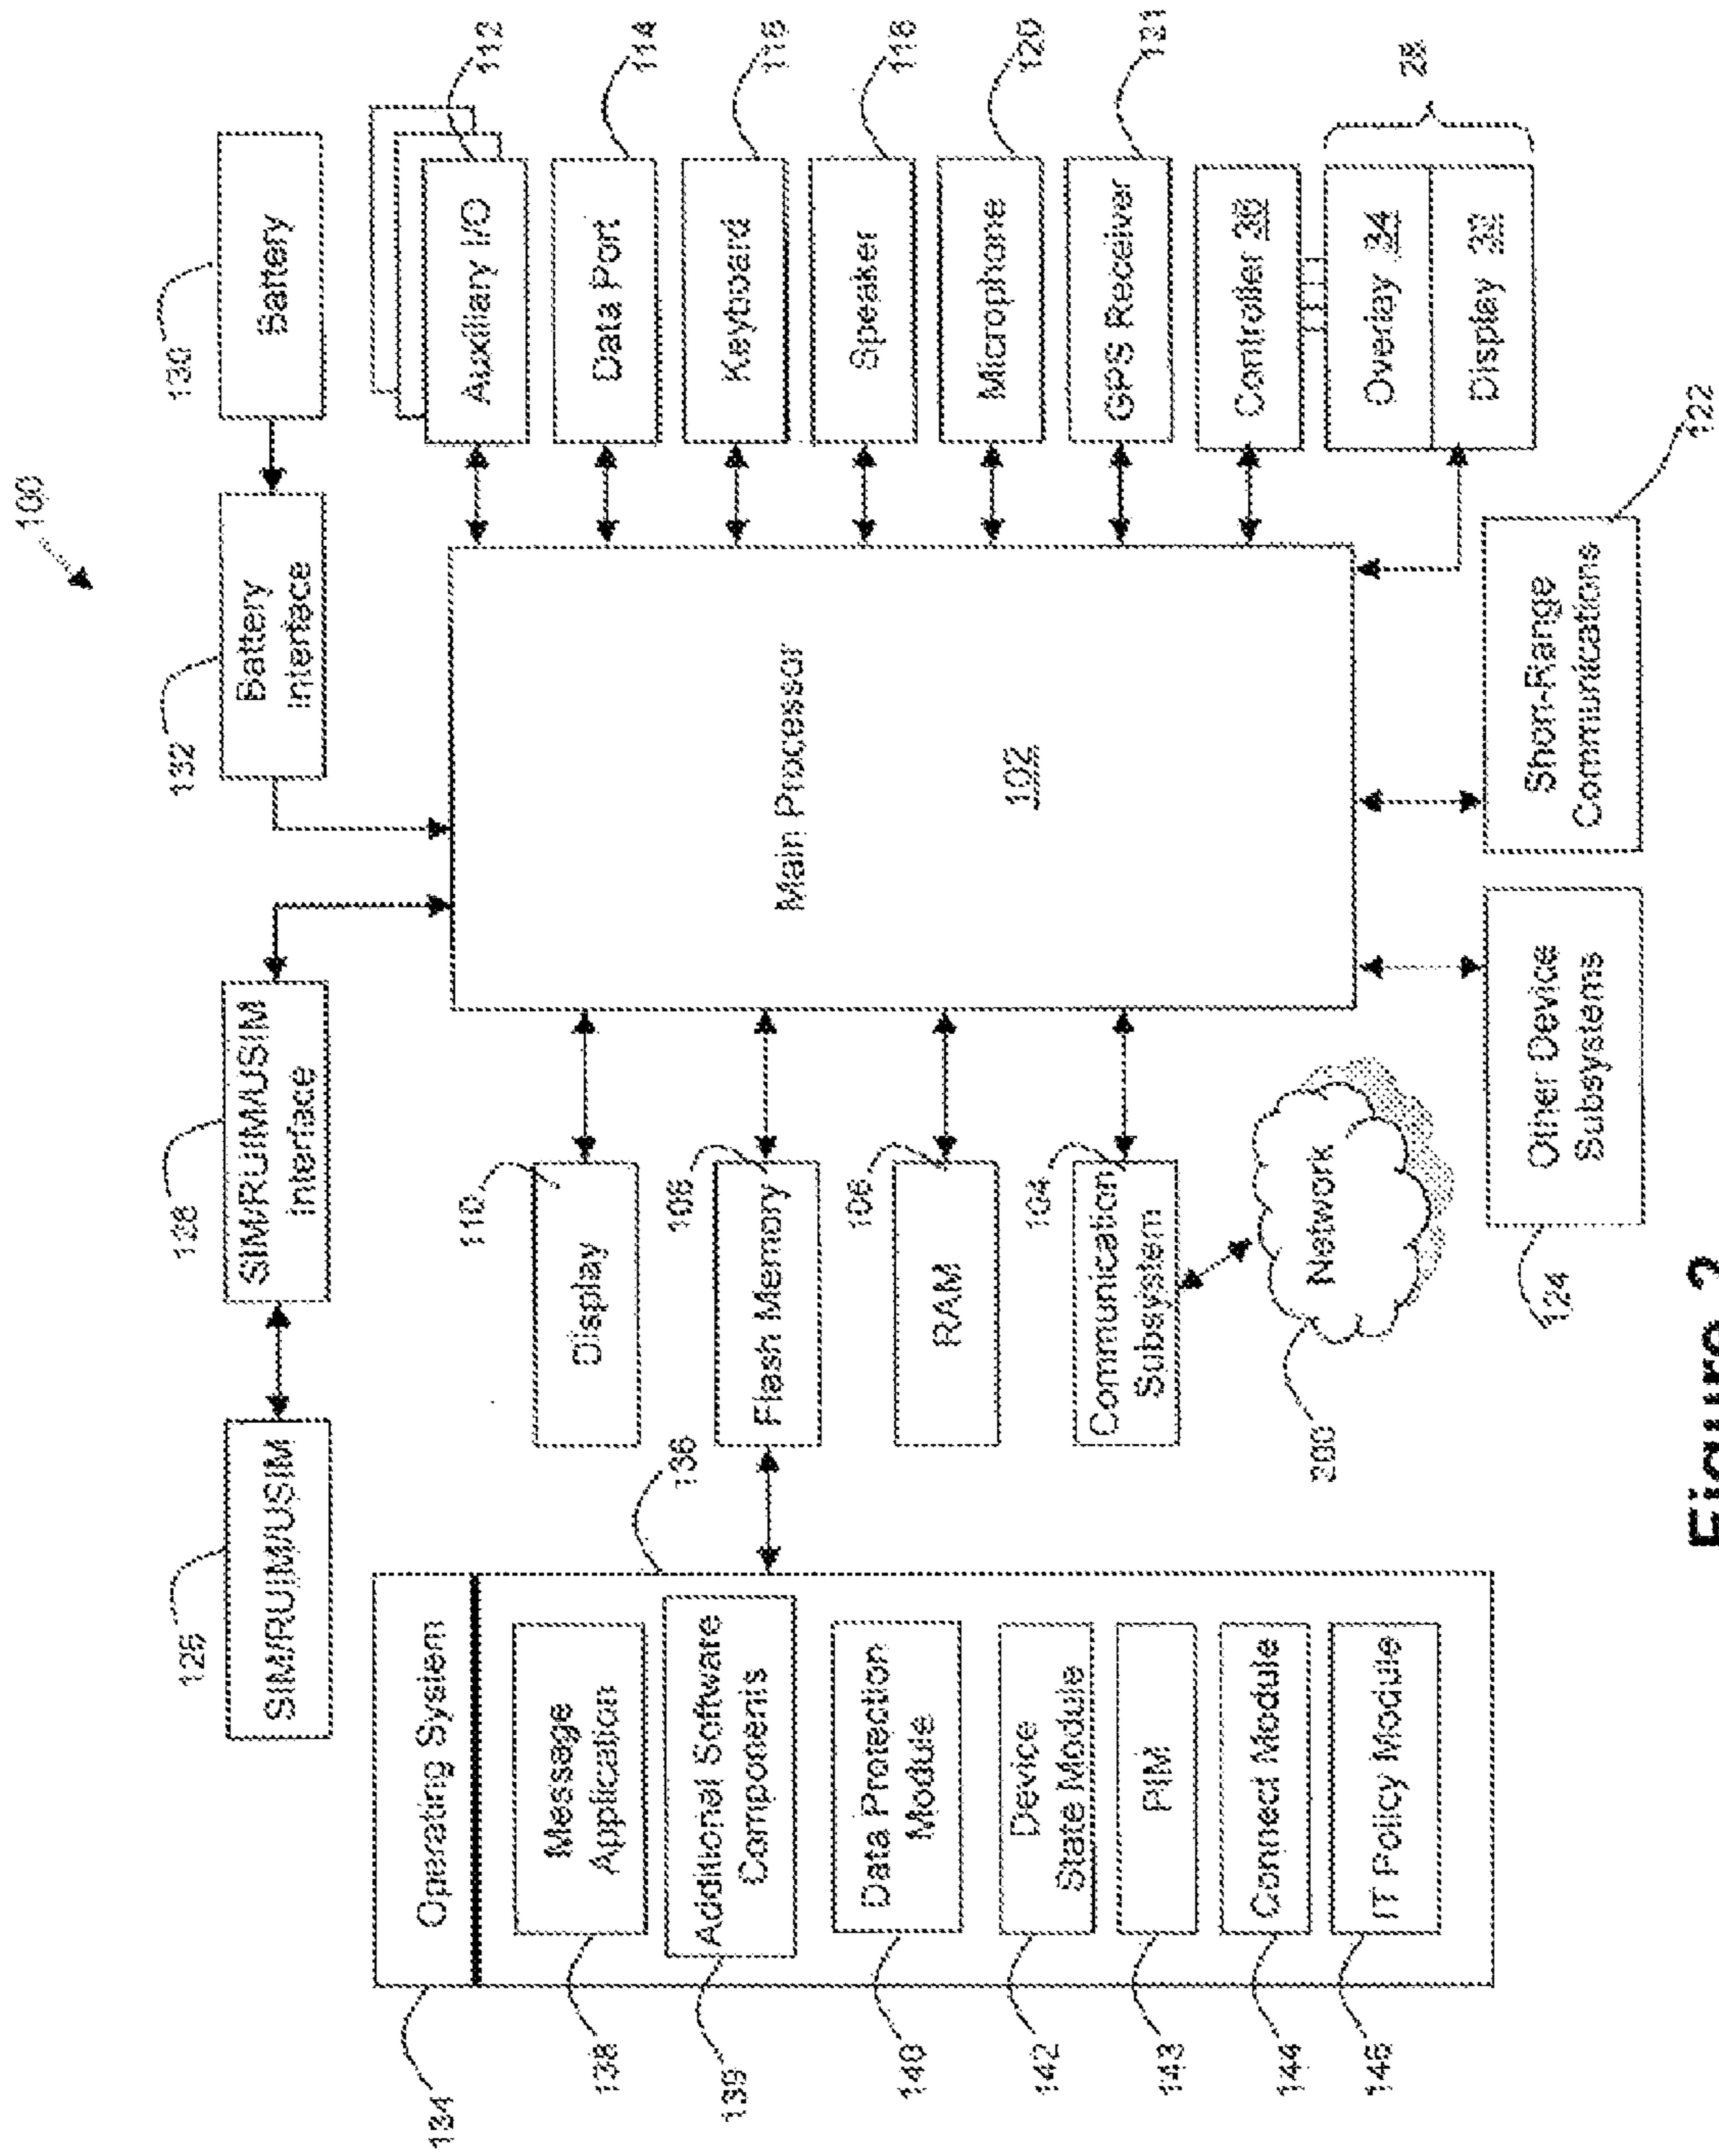 100
126
SIM/RUIM/USIM
128
SIM/RUIM/USIM
Interface
132
Battery
Interface
130
Battery
134
Operating System
136
138
Message
Application
139
Additional Software
Components
140
Data Protection
Module
142
Device
State Module
143
PIM
144
Connect Module
146
IT Policy Module
110
Display
Flash Memory
106
RAM
104
Communication
Subsystem
200
Network
Main Processor
102
112
Auxiliary I/O
114
Data Port
116
Keyboard
118
Speaker
120
Microphone
121
GPS Receiver
Controller 36
Overlay 34
Display 32
28
124
Other Device
Subsystems
122
Short-Range
Communications
Figure 2